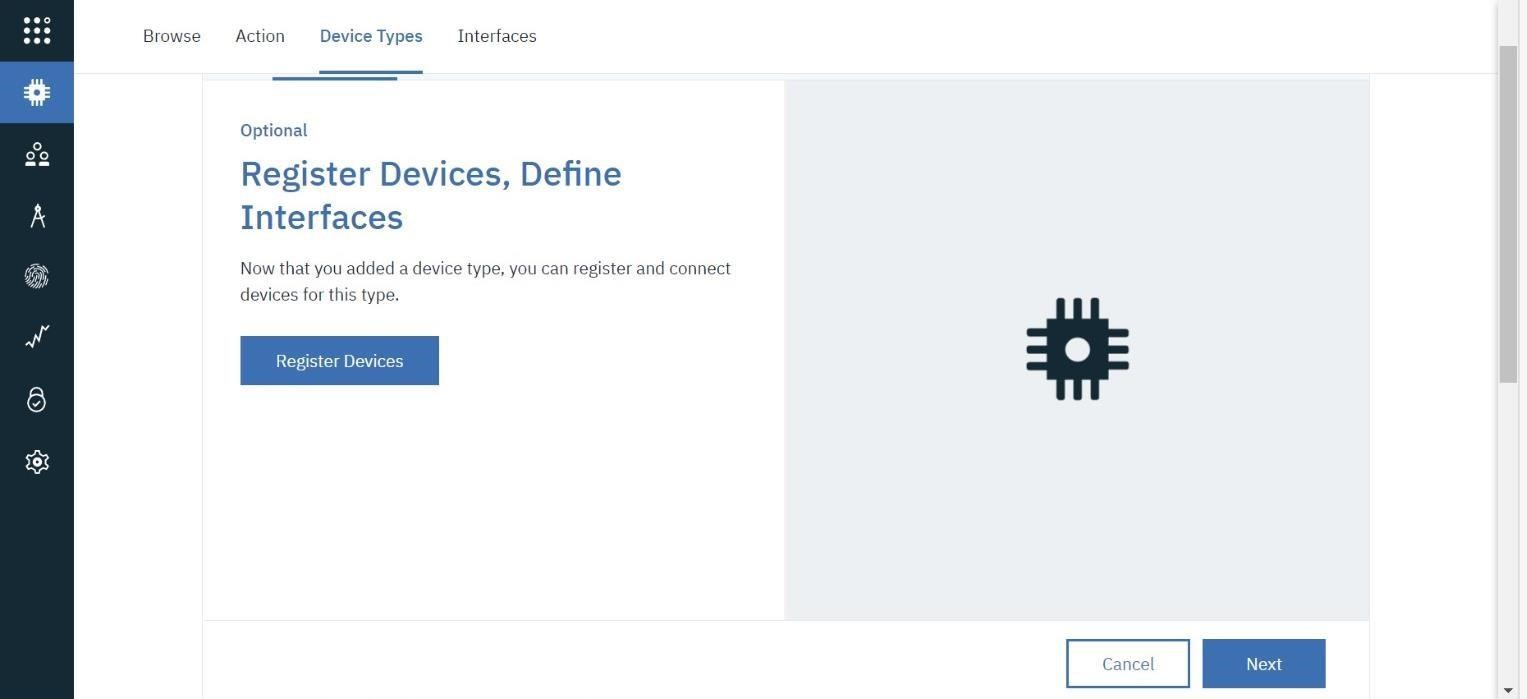 Browse Action Device Types Interfaces
Optional
Register Devices, Define
Interfaces
Now that you added a device type, you can register and connect
devices for this type.
Register Devices
Cancel Next